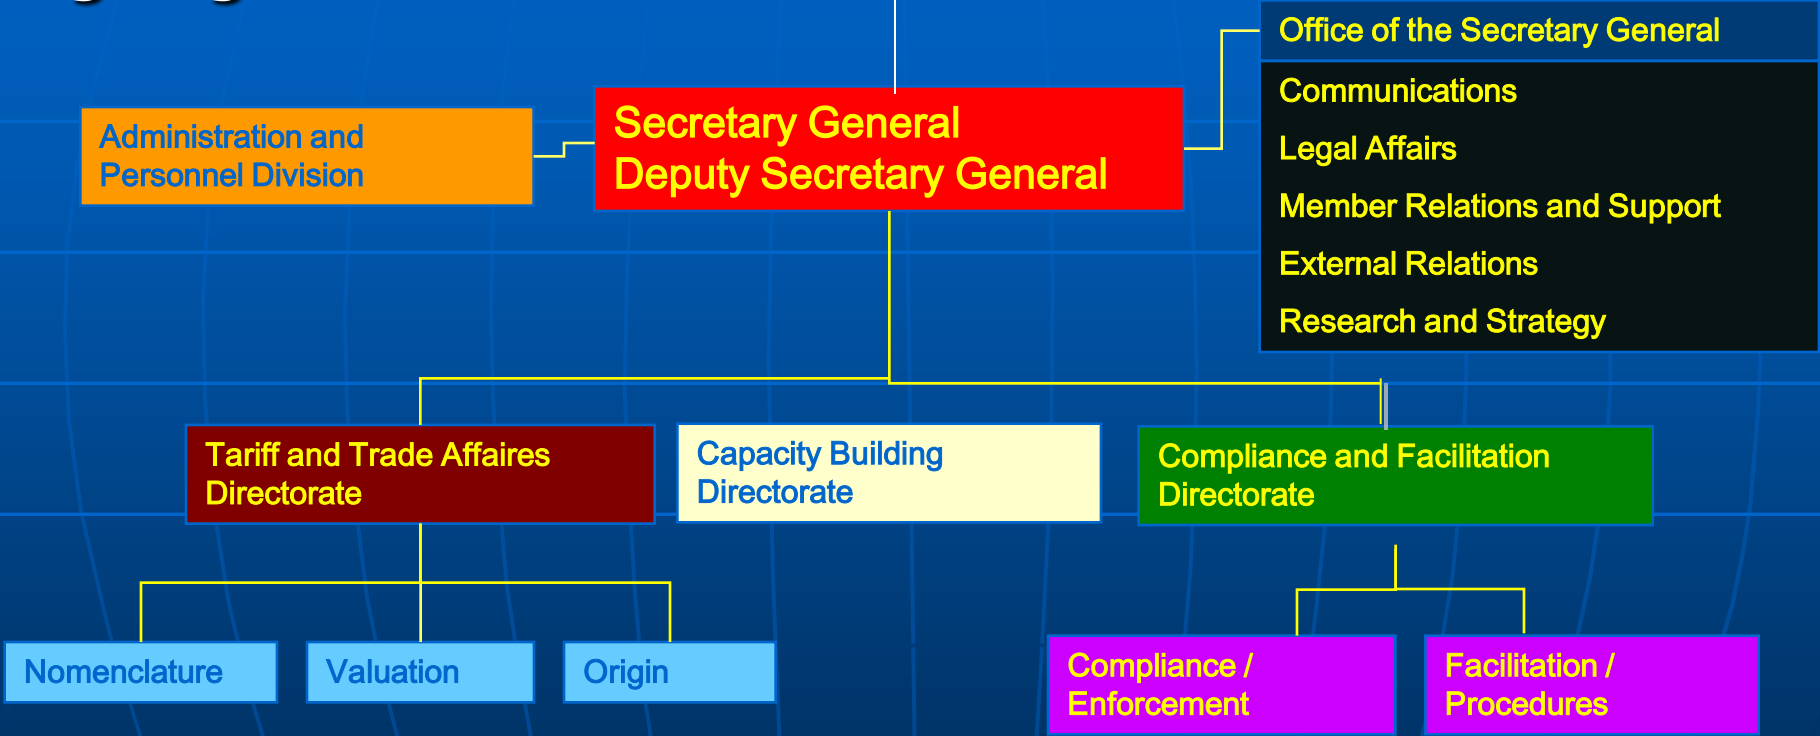 Office of the Secretary General
Communications
Legal Affairs
Member Relations and Support
External Relations
Research and Strategy
Secretary General
Deputy Secretary General
Administration and
Personnel Division
Tariff and Trade Affaires
Directorate
Capacity Building
Directorate
Compliance and Facilitation
Directorate
Nomenclature
Valuation
Origin
Compliance /
Enforcement
Facilitation /
Procedures